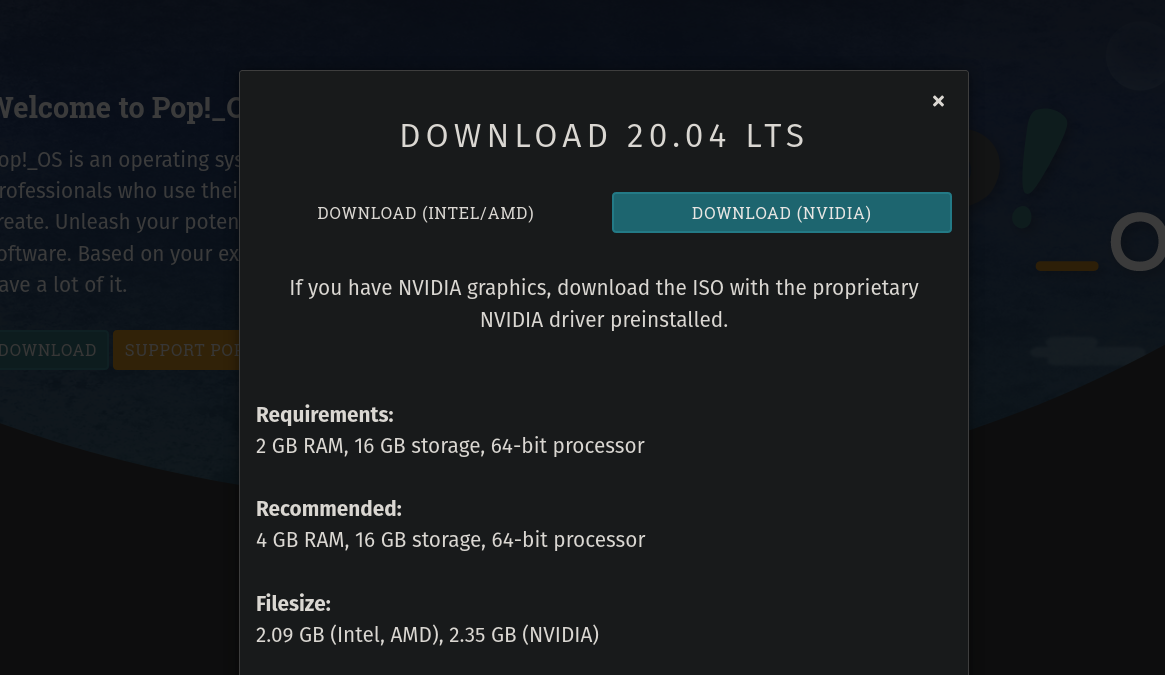 ×
DOWNLOAD 20.04 LTS
DOWNLOAD (INTEL/AMD) DOWNLOAD (NVIDIA)
If you have NVIDIA graphics, download the ISO with the proprietary
NVIDIA driver preinstalled.
Requirements:
2 GB RAM, 16 GB storage, 64-bit processor
Recommended:
4 GB RAM, 16 GB storage, 64-bit processor
Filesize:
2.09 GB (Intel, AMD), 2.35 GB (NVIDIA)
Welcome to Pop!_O
op!_OS is an operating sys
rofessionals who use thei
reate. Unleash your poten
oftware. Based on your ex
ave a lot of it.
DOWNLOAD SUPPORT POP
! _O